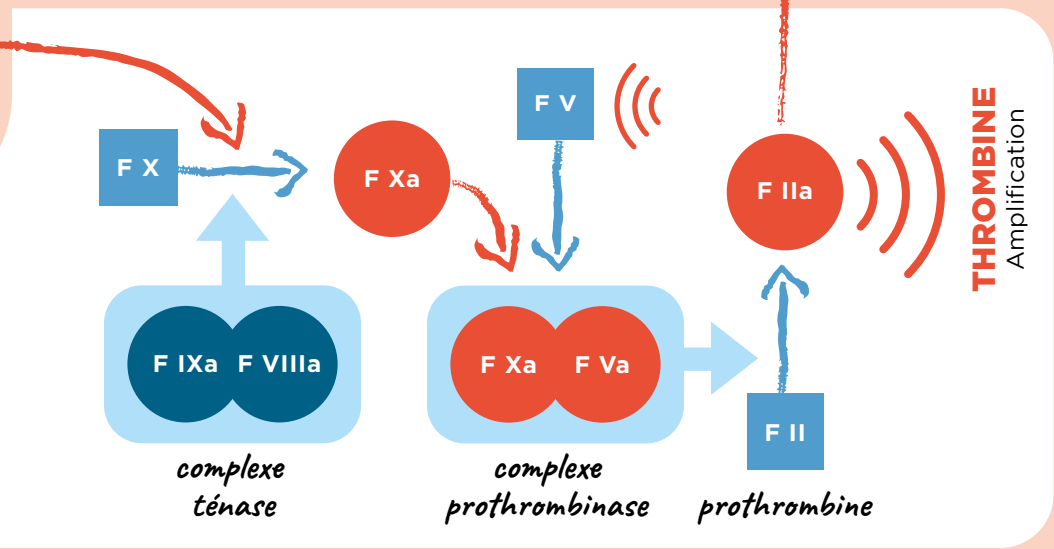 F V
F X
F Xa
F IIa
THROMBINE
Amplification
F IXa
F VIIIa
F Xa
F Va
F II
complexe
ténase
complexe
prothrombinase
prothrombine